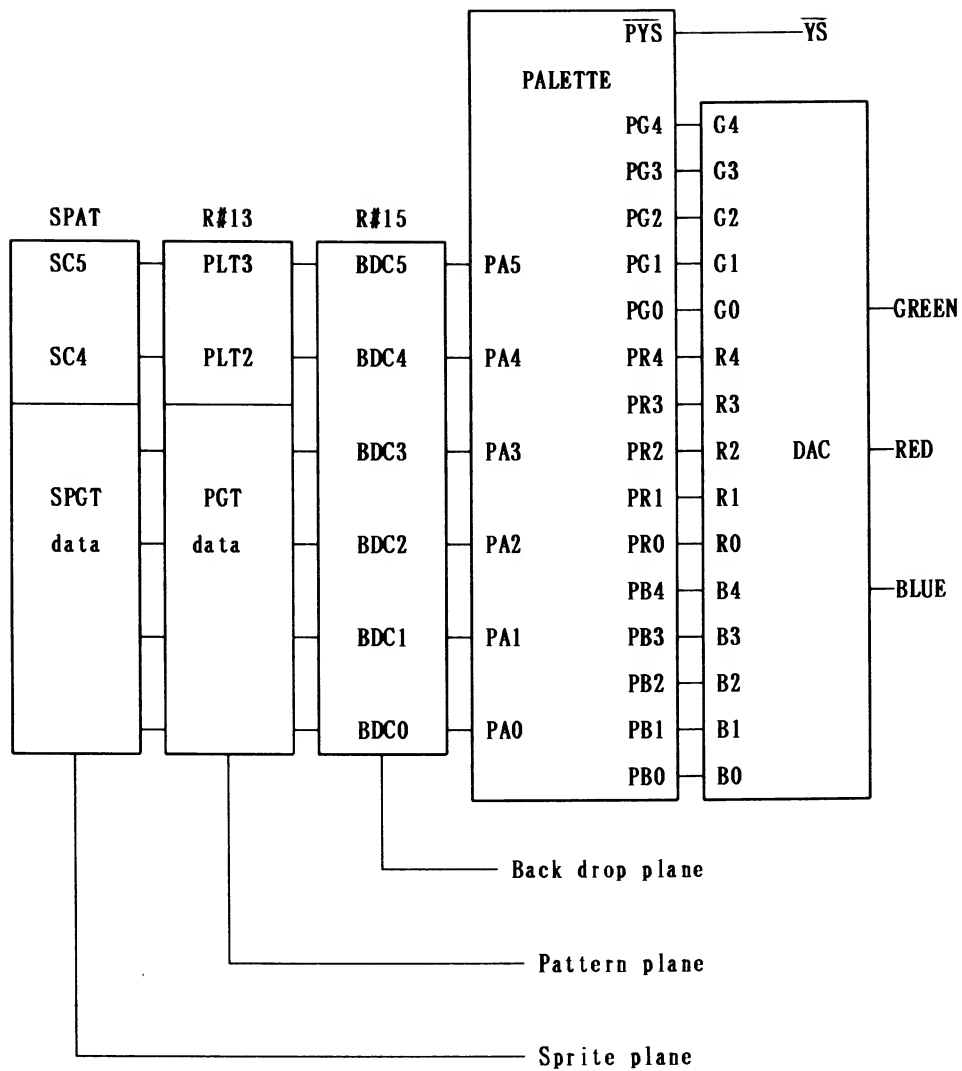 PYS YS
PALETTE
PG4 G4
PG3 G3
SPAT R#13 R#15 PG2 G2
SC5 PLT3 BDC5 PA5 PG1 G1
PG0 G0 GREEN
SC4 PLT2 BDC4 PA4 PR4 R4
PR3 R3
BDC3 PA3 PR2 R2 DAC RED
SPGT PGT PR1 R1
data data BDC2 PA2 PR0 R0
PB4 B4 BLUE
BDC1 PA1 PB3 B3
PB2 B2
BDC0 PA0 PB1 B1
PB0 B0
Back drop plane
Pattern plane
Sprite plane